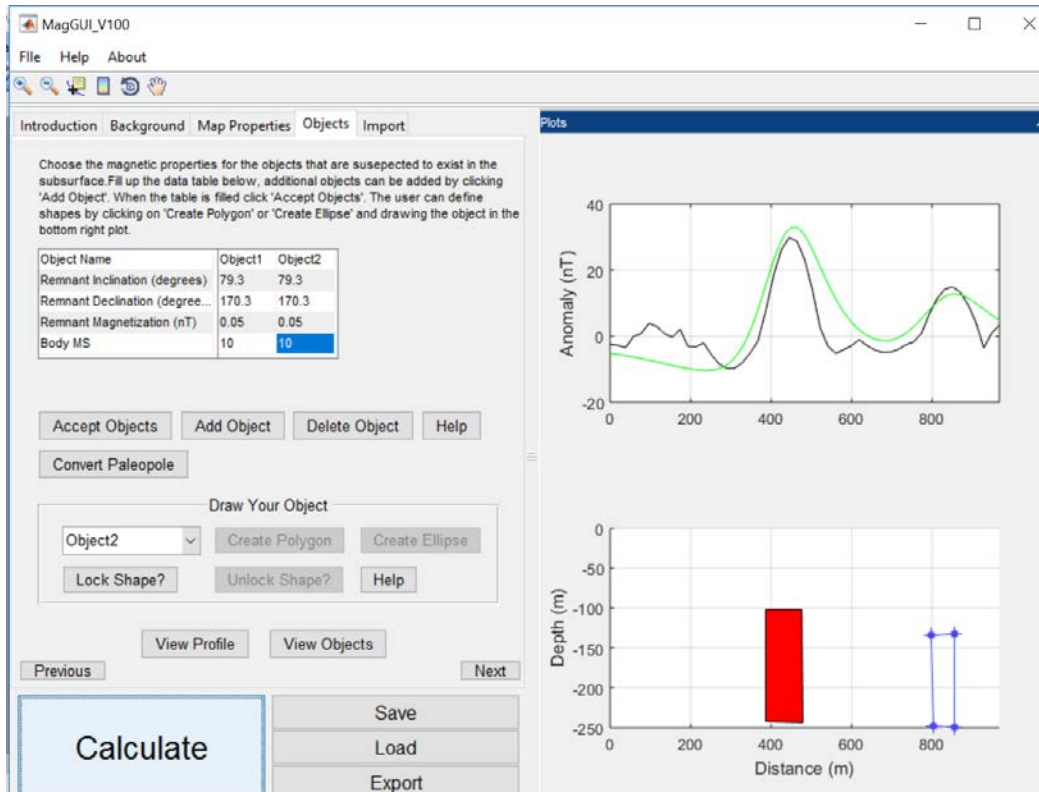 MagGUI_V100
FIle Help About
Introduction Background Map Properties Objects Import
Choose the magnetic properties for the objects that are susepected to exist in the
subsurface.Fill up the data table below, additional objects can be added by clicking
'Add Object'. When the table is filled click 'Accept Objects'. The user can define
shapes by clicking on 'Create Polygon' or 'Create Ellipse' and drawing the object in the
bottom right plot.
Object Name Object1 Object2
Remnant Inclination (degrees) 79.3 79.3
Remnant Declination (degree... 170.3 170.3
Remnant Magnetization (nT) 0.05 0.05
Body MS 10 10
Accept Objects Add Object Delete Object Help
Convert Paleopole
Draw Your Object
Object2 Create Polygon Create Ellipse
Lock Shape? Unlock Shape? Help
View Profile View Objects
Previous Next
Calculate
Save
Load
Export
Plots
40
20
0
-20
Anomaly (nT)
0 200 400 600 800
0
-50
-100
-150
-200
-250
Depth (m)
0 200 400 600 800
Distance (m)